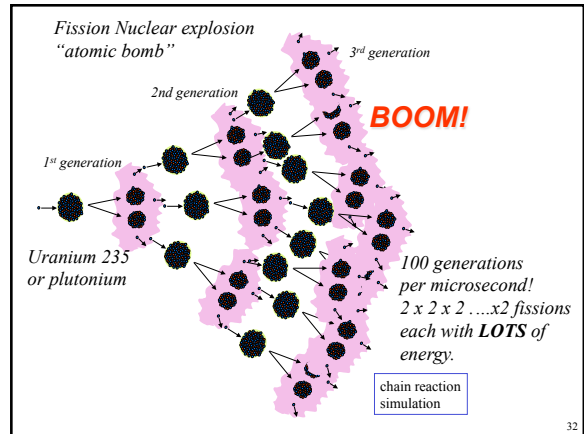 Fission Nuclear explosion
“atomic bomb”
3rd generation
2nd generation
BOOM!
1st generation
Uranium 235
or plutonium
100 generations
per microsecond!
2 x 2 x 2 ....x2 fissions
each with LOTS of
energy.
chain reaction
simulation
32